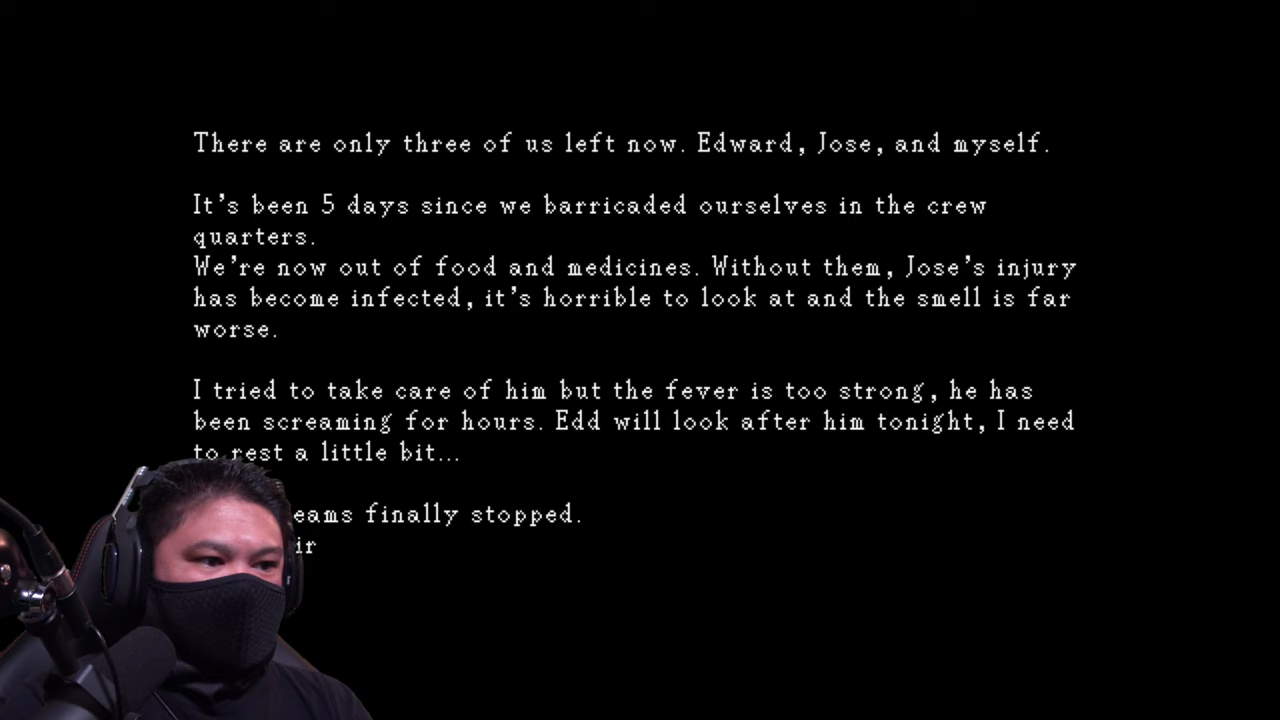 There are only three of us left now. Edward, Jose, and myself.
It's been 5 days since we barricaded ourselves in the crew
quarters.
We're now out of food and medicines. Without them, Jose's injury
has become infected, it's horrible to look at and the smell is far
worse.
I tried to take care of him but the fever is too strong, he has
been screaming for hours. Edd will look after him tonight, I need
to rest a little bit...
finally stopped.